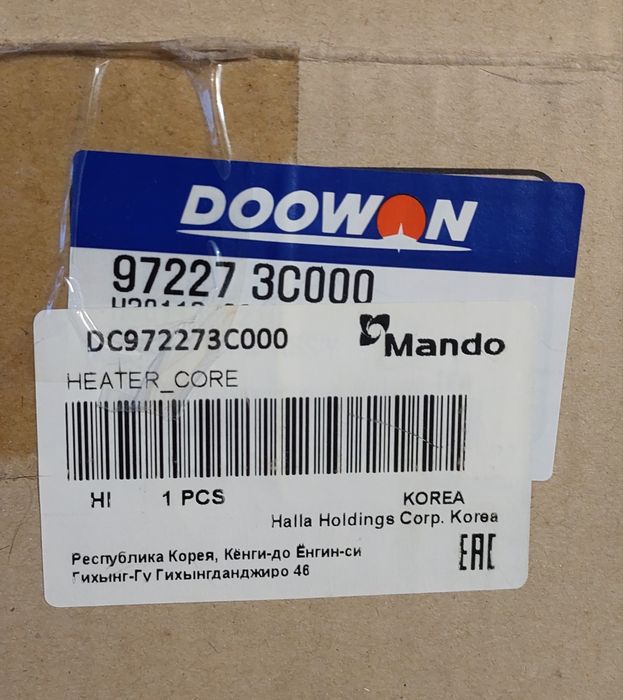 DOOWON
97227 3C000
DC972273C000
Mando
HEATER_CORE
HI 1 PCS KOREA
Halla Holdings Corp. Korea
Республика Корея, Кёнги-до Ёнгин-си
Гихынг-Гу Гихынгданджиро 46
EAC